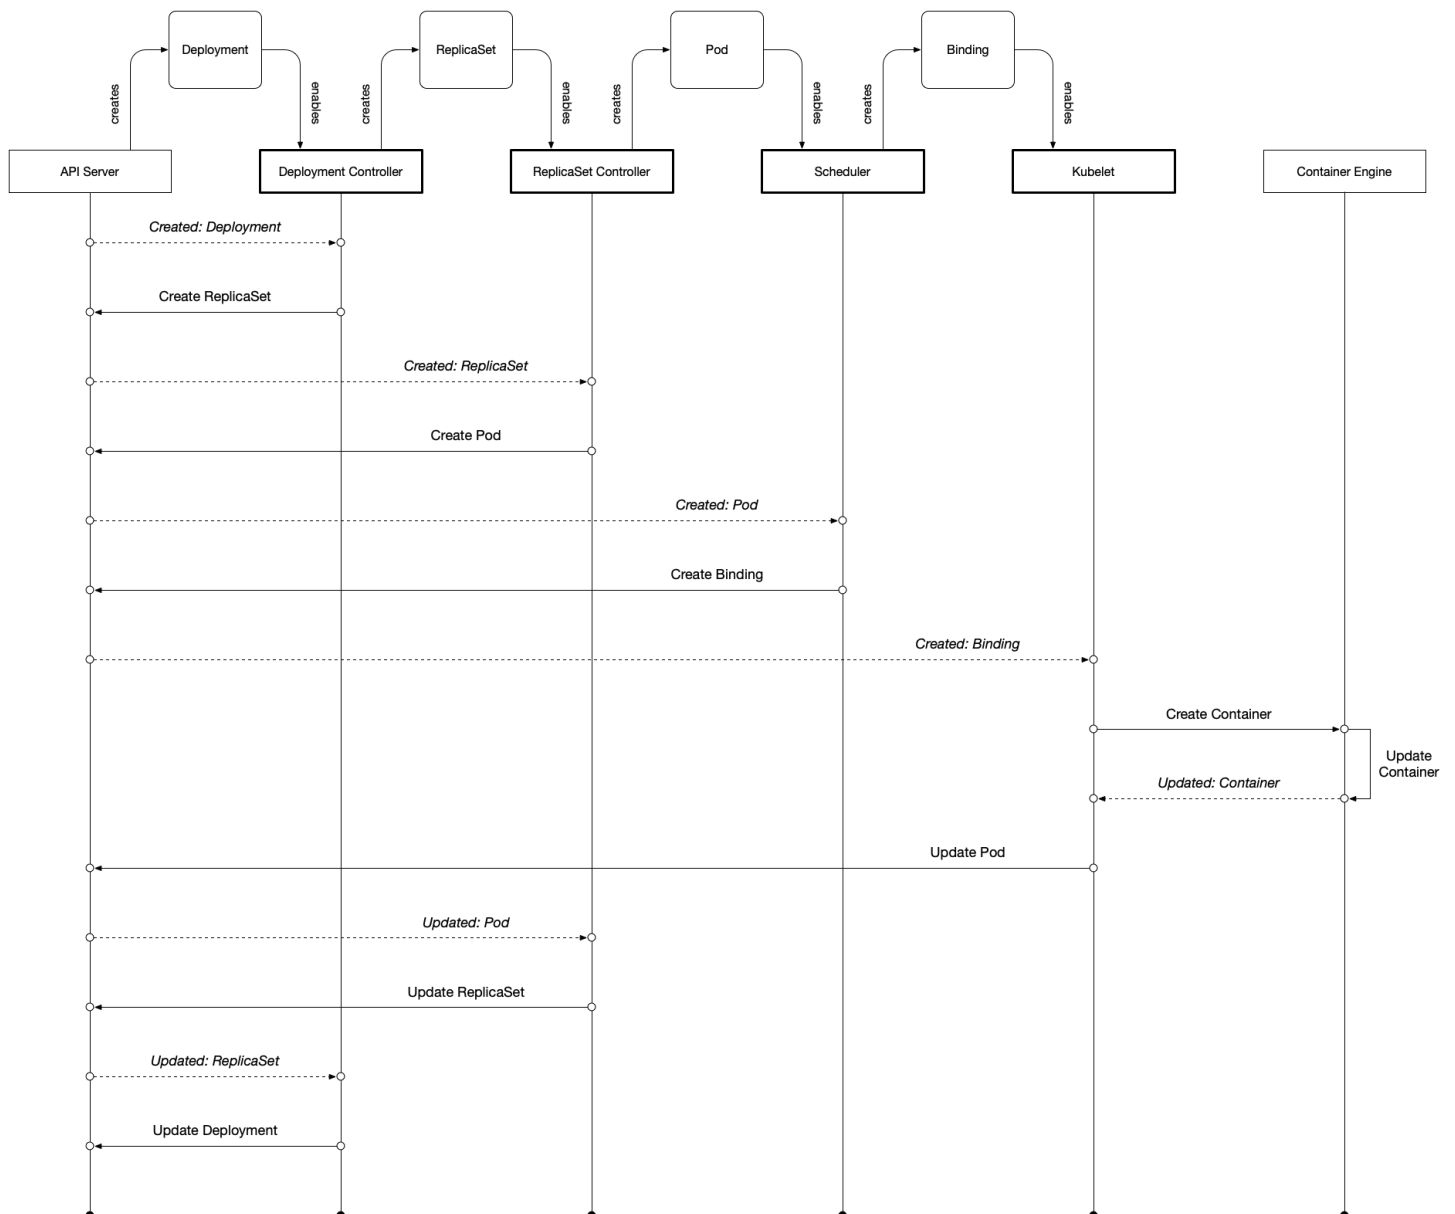 Deployment
ReplicaSet
Pod
Binding
creates
enables
creates
enables
creates
enables
creates
enables
API Server
Deployment Controller
ReplicaSet Controller
Scheduler
Kubelet
Container Engine
Created: Deployment
Create ReplicaSet
Created: ReplicaSet
Create Pod
Created: Pod
Create Binding
Created: Binding
Create Container
Update
Container
Updated: Container
Update Pod
Updated: Pod
Update ReplicaSet
Updated: ReplicaSet
Update Deployment